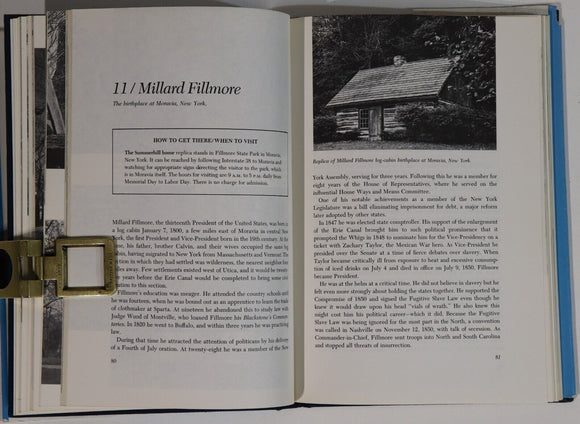 11 / Millard Fillmore
The birthplace at Moravia, New York.
HOW TO GET THERE/WHEN TO VISIT
The Summerhill home replica stands in Fillmore State Park in Moravia,
New York. It can be reached by following Interstate 38 to Moravia and
watching for appropriate signs directing the visitor to the park, which
is in Moravia itself. The hours for visiting are 9 A.M. to 5 P.M. daily from
Memorial Day to Labor Day. There is no charge for admission.
Millard Fillmore, the thirteenth President of the United States, was born in
a log cabin January 7, 1800, a few miles east of Moravia in central New
York, the first President and Vice-President born in the 19th century. At the
his father, brother Calvin, and their wives occupied the same log
cabin, having migrated to New York from Massachusetts and Vermont. The
family had settled was wilderness, the nearest neighbor lived
miles away. Few settlements existed west of Utica, and it would be twenty-
years before the Erie Canal would be completed to bring some civ-
ilization to this section.
Fillmore's education was meager. He attended the country schools until
he was fourteen, when he was bound out as an apprentice to learn the trade
of clothmaker at Sparta. At nineteen he abandoned this to study law with
Judge Wood of Montville, who loaned him Blackstone's Commen-
taries. In 1820 he went to Buffalo, and within three years he was practicing
law.
During that time he attracted the attention of politicians by his delivery
of a Fourth of July oration. At twenty-eight he was a member of the New
80
Replica of Millard Fillmore log-cabin birthplace at Moravia, New York.
York Assembly, serving for three years. Following this he was member for
eight years of the House of Representatives, where he served on the
influential House Ways and Means Committee.
One of his notable achievements as a member of the New York
Legislature was a bill eliminating imprisonment for debt, a major reform
later adopted by other states.
In 1847 he was elected state comptroller. His support of the enlargement
of the Erie Canal brought him to such political prominence that it
prompted the Whigs in 1848 to nominate him for the Vice-Presidency on a
ticket with Zachary Taylor, the Mexican War hero. As Vice-President he
presided over the Senate at a time of fierce debates over slavery. When
Taylor became critically ill from exposure to heat and excessive consump-
tion of iced drinks on July 4 and died in office on July 9, 1850, Fillmore
became President.
He was at the helm at a critical time. He did not believe in slavery but he
felt even more strongly about holding the states together. He supported the
Compromise of 1850 and signed the Fugitive Slave Law even though he
knew it would draw upon his head "vials of wrath." He also knew this
might cost him his political career—which it did. Because the Fugitive
Slave Law was being ignored for the most part in the North, a convention
was called in Nashville on November 12, 1850, with talk of secession. As
Commander-in-Chief, Fillmore sent troops into North and South Carolina
and stopped all threats of insurrection.
81